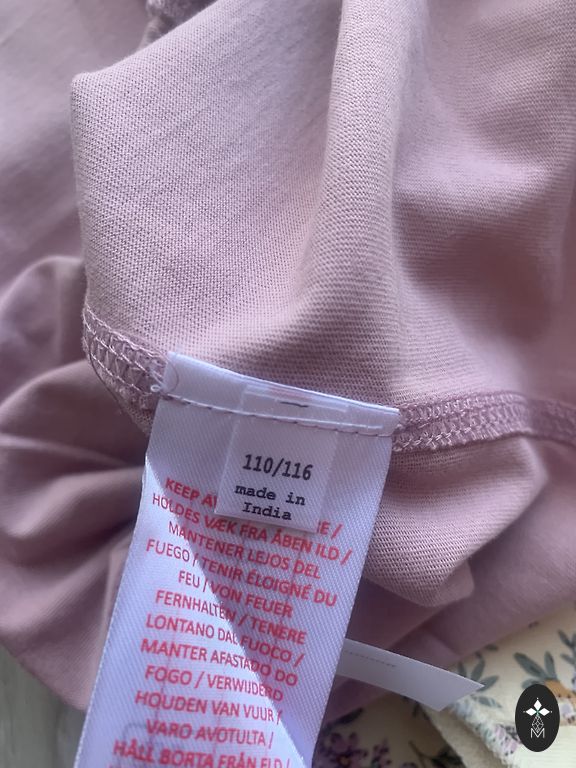 110/116
made in
India
KEEP AW RE /
HOLDES VÆK FRA ÅBEN ILD /
MANTENER LEJOS DEL
FUEGO / TENIR ÉLOIGNÉ DU
FEU / VON FEUER
FERNHALTEN / TENERE
LONTANO DAL FUOCO /
MANTER AFASTADO DO
FOGO / VERWIJDERD
HOUDEN VAN VUUR /
VARO AVOTULTA /
HÅLL BORTA FRÅN ELD /